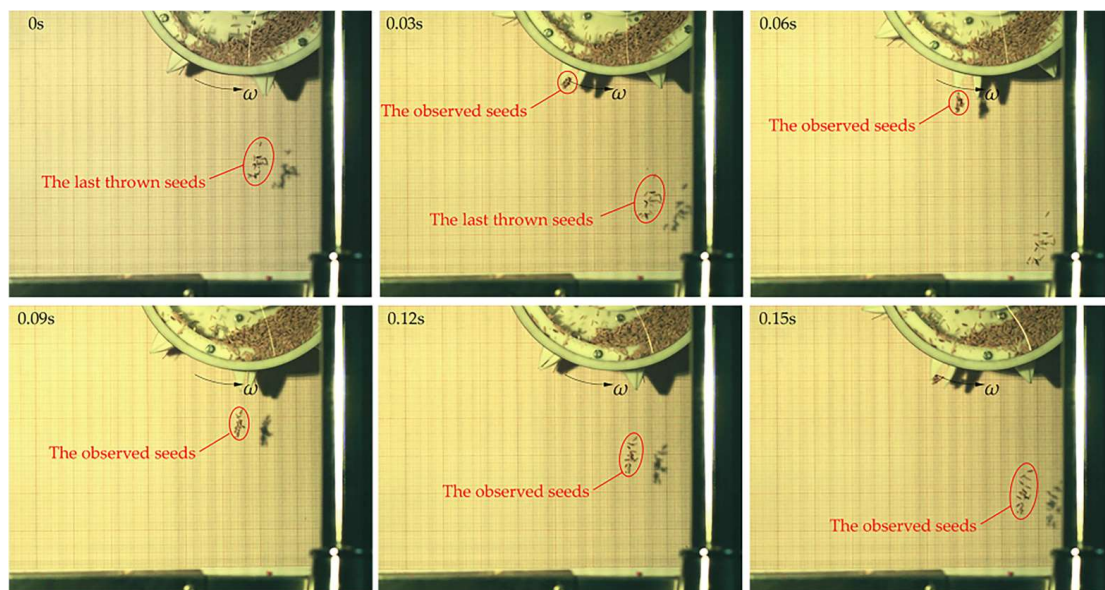 0s
ω
The last thrown seeds
0.03s
The observed seeds
ω
The last thrown seeds
0.06s
ω
The observed seeds
0.09s
ω
The observed seeds
0.12s
ω
The observed seeds
0.15s
ω
The observed seeds